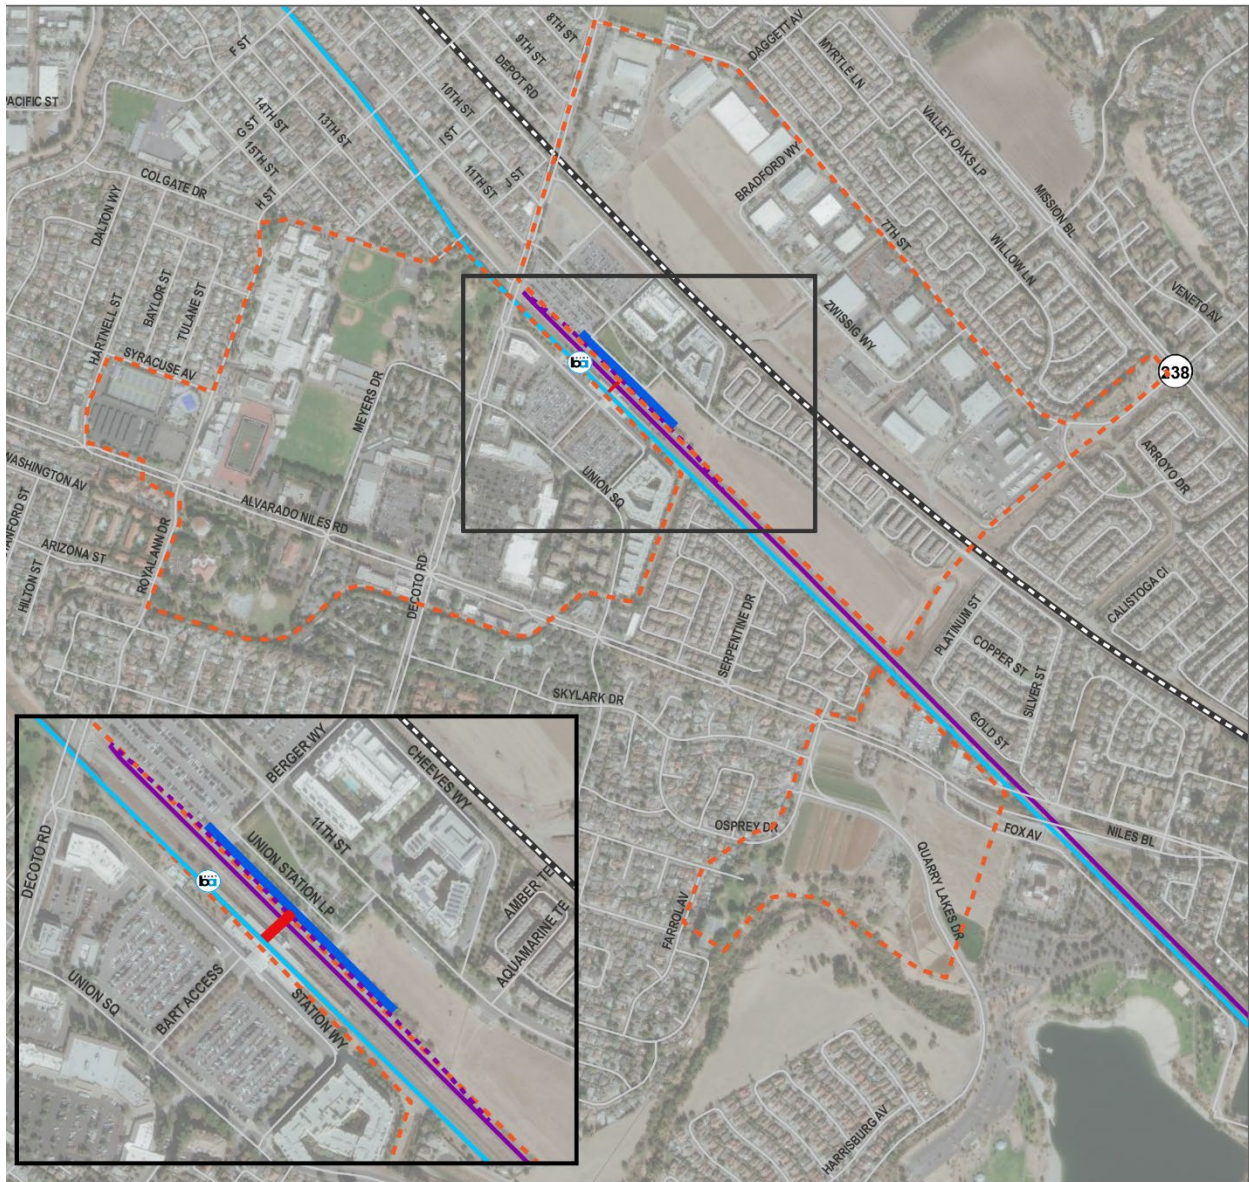 8TH ST
9TH ST
DEPOT RD
DAGGETT AV
MYRTLE LN
F ST
PACIFIC ST
14TH ST
13TH ST
G ST
15TH ST
10TH ST
I ST
11TH ST
J ST
VALLEY OAKS LP
BRADFORD WY
MISSION BL
COLGATE DR
H ST
DALTON WY
7TH ST
WILLOW LN
VENETO AV
BAYLOR ST
TULANE ST
HARTNELL ST
ZWISSIG WY
SYRACUSE AV
ba
238
MEYERS DR
ARROYO DR
WASHINGTON AV
UNION SQ
ALVARADO NILES RD
ROYAL ANN DR
ARIZONA ST
HILTON ST
DECOTO RD
CALISTOGA CI
PLATINUM ST
SERPENTINE DR
COPPER ST
SILVER ST
SKYLARK DR
GOLD ST
OSPREY DR
FOX AV
NILES BL
QUARRY LAKES DR
FARROL AV
HARRISBURG AV
BERGER WY
CHEEVES WY
11TH ST
DECOTO RD
UNION STATION LP
ba
AMBER TE
AQUAMARINE TE
BART ACCESS
UNION SQ
STATION WY